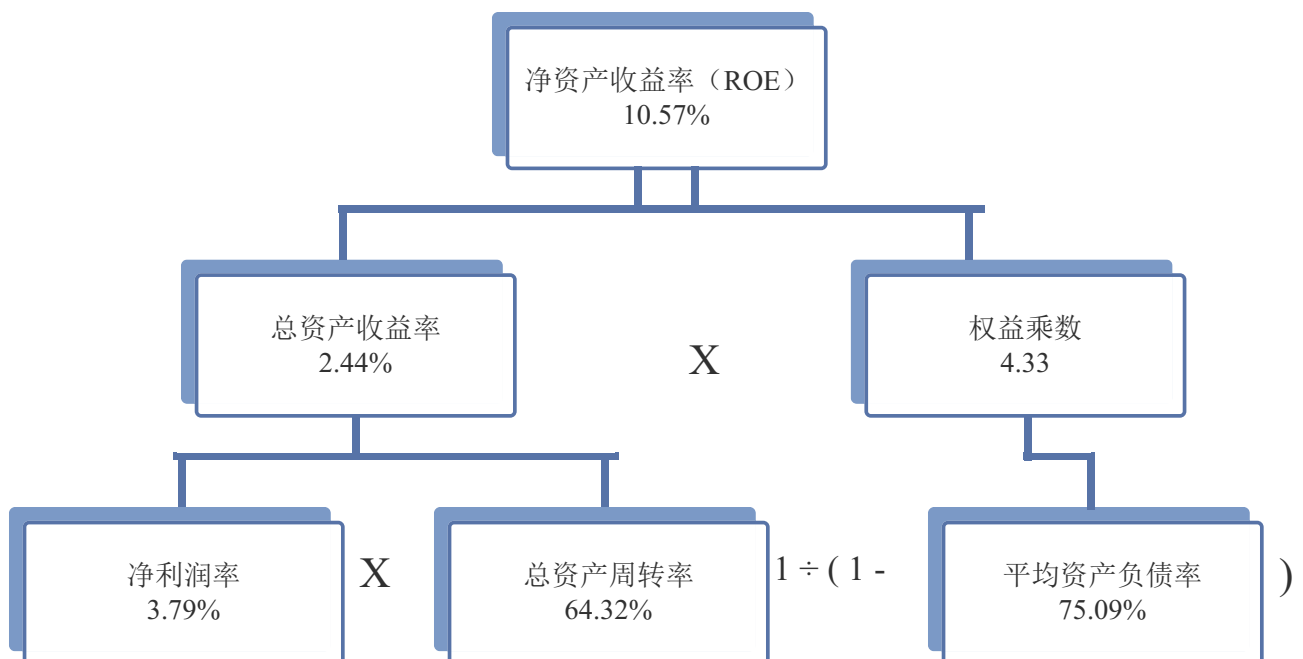 净资产收益率（ROE）
10.57%
总资产收益率
2.44%
X
权益乘数
4.33
净利润率
3.79%
X
总资产周转率
64.32%
1 ÷ ( 1 -
平均资产负债率
75.09%
)